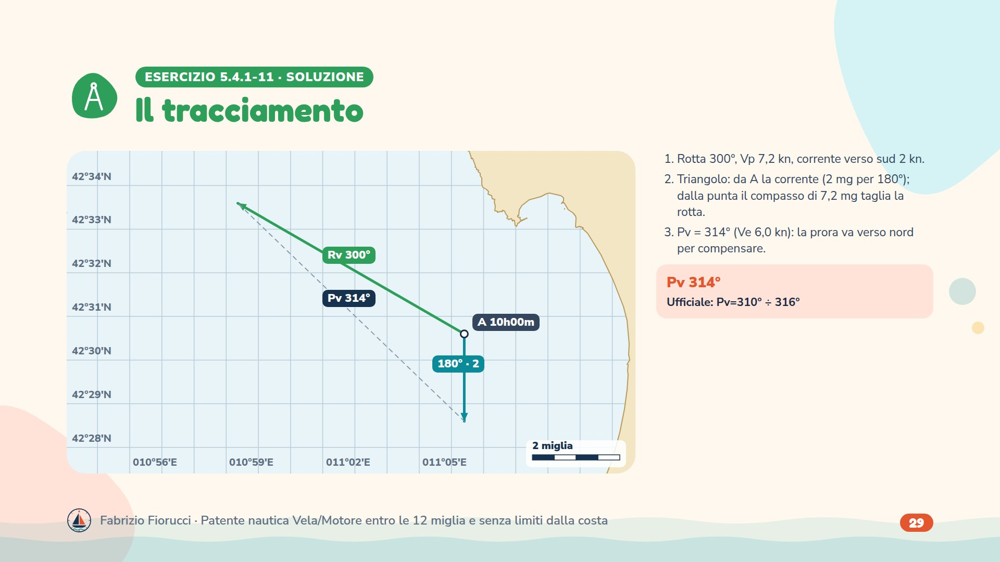 ESERCIZIO 5.4.1-11 · SOLUZIONE
Il tracciamento
42°34'N
42°33'N
42°32'N
42°31'N
42°30'N
42°29'N
42°28'N
010°56'E
010°59'E
011°02'E
011°05'E
Rv 300°
Pv 314°
A 10h00m
180° · 2
2 miglia
1. Rotta 300°, Vp 7,2 kn, corrente verso sud 2 kn.
2. Triangolo: da A la corrente (2 mg per 180°);
dalla punta il compasso di 7,2 mg taglia la
rotta.
3. Pv = 314° (Ve 6,0 kn): la prora va verso nord
per compensare.
Pv 314°
Ufficiale: Pv=310° ÷ 316°
Fabrizio Fiorucci · Patente nautica Vela/Motore entro le 12 miglia e senza limiti dalla costa
29